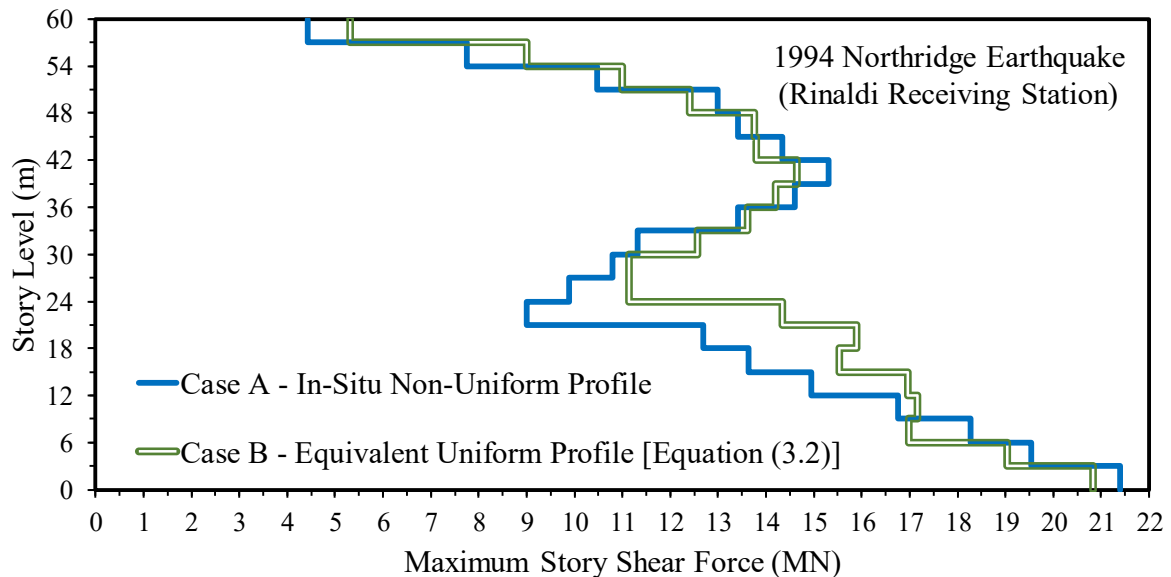 1994 Northridge Earthquake
(Rinaldi Receiving Station)
Story Level (m)
60
54
48
42
36
30
24
18
12
6
0
Case A - In-Situ Non-Uniform Profile
Case B - Equivalent Uniform Profile [Equation (3.2)]
0 1 2 3 4 5 6 7 8 9 10 11 12 13 14 15 16 17 18 19 20 21 22
Maximum Story Shear Force (MN)